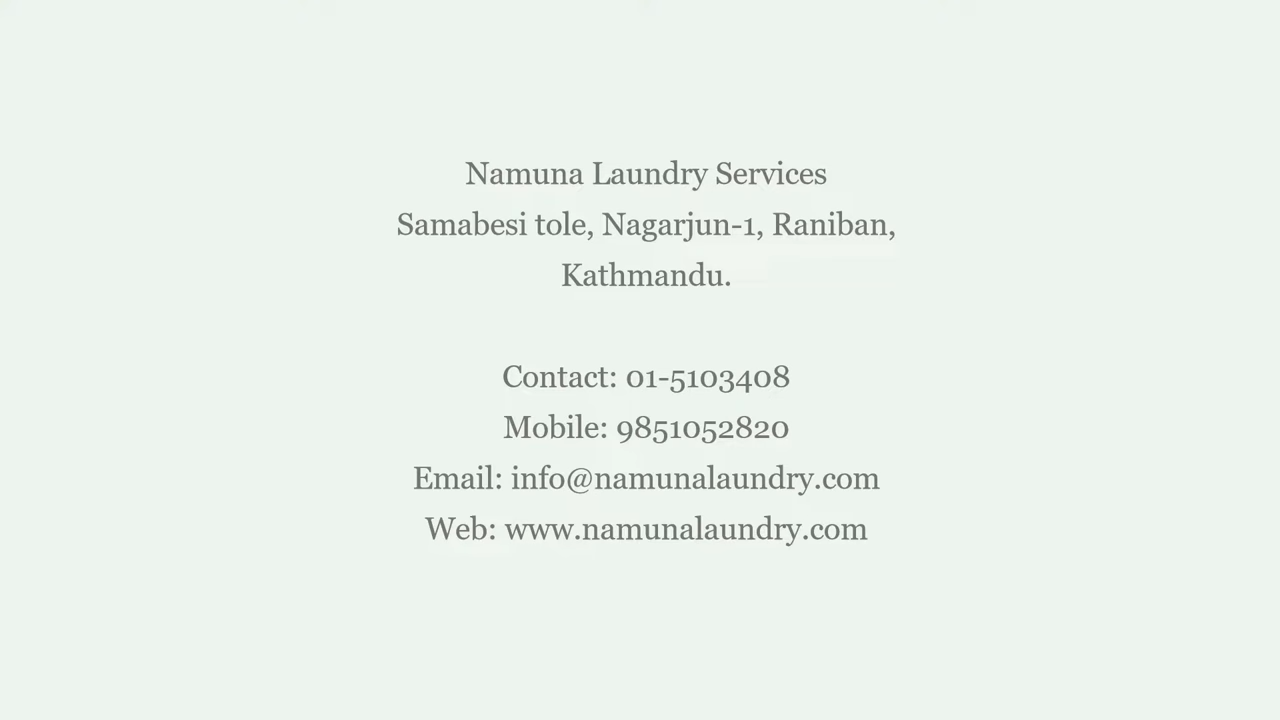 Namuna Laundry Services
Samabesi tole, Nagarjun-1, Raniban,
Kathmandu.
Contact: 01-5103408
Mobile: 9851052820
Email: info@namunalaundry.com
Web: www.namunalaundry.com